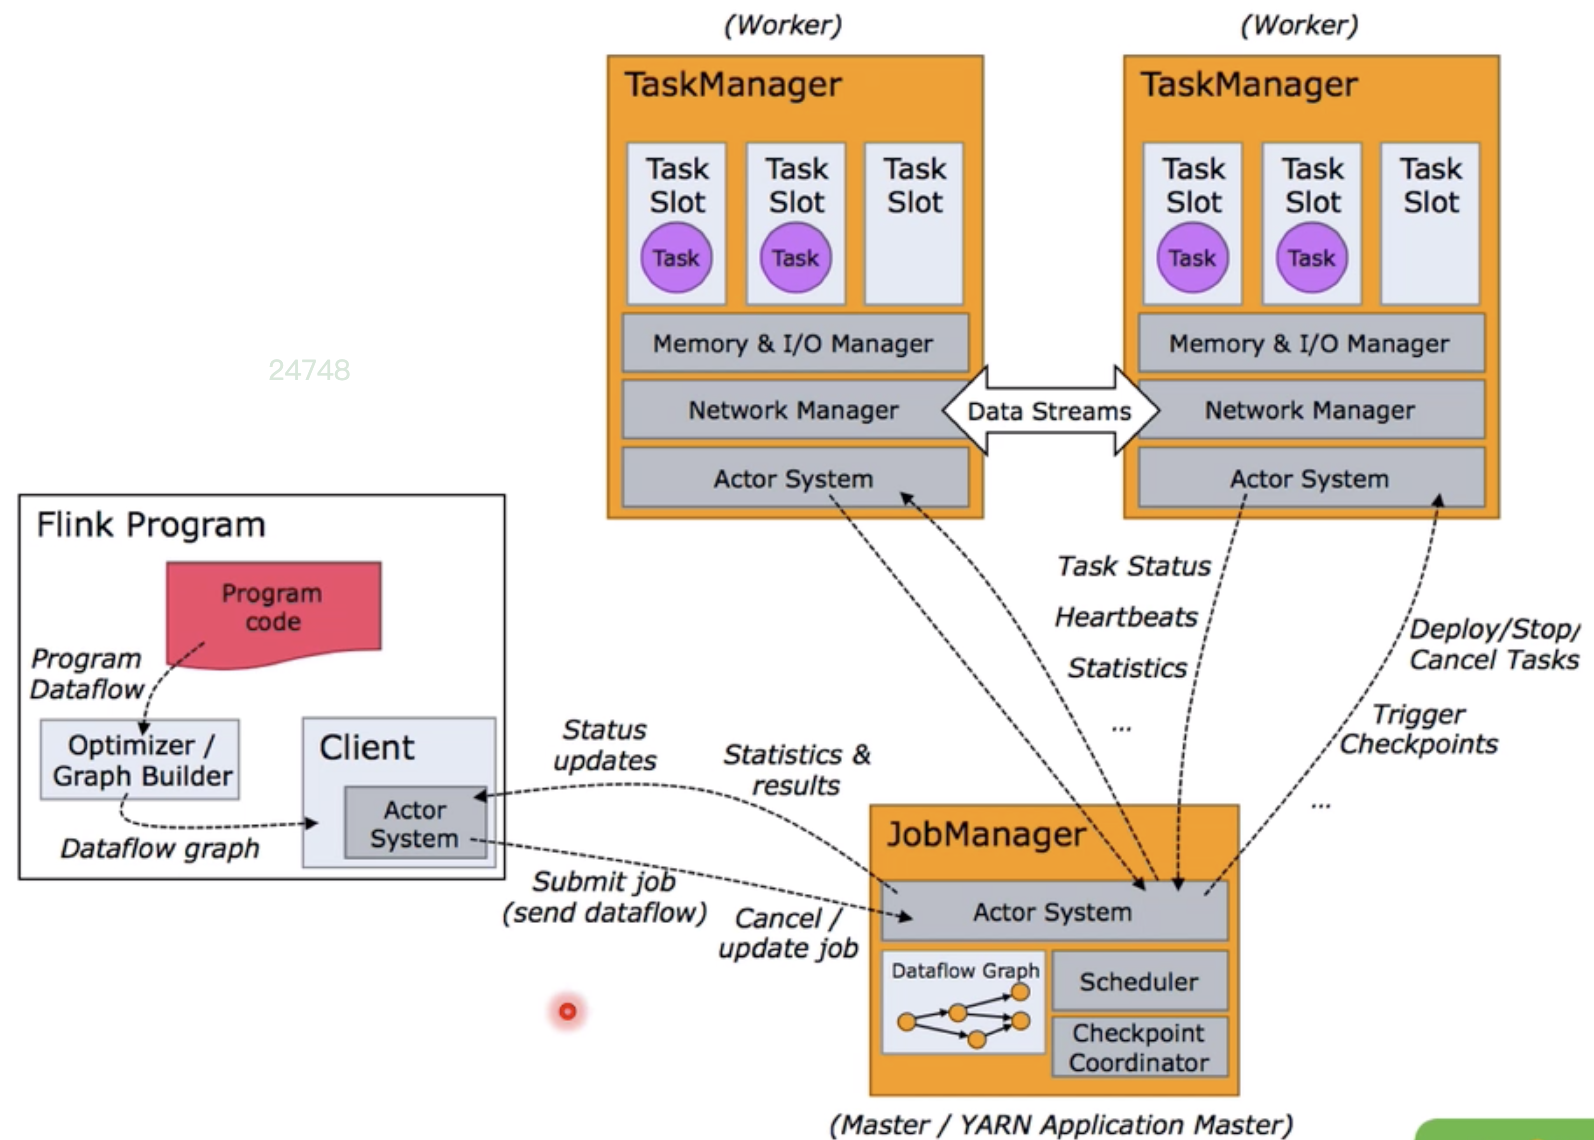 (Worker)
(Worker)
TaskManager
TaskManager
Task
Slot
Task
Task
Slot
Task
Task
Slot
Task
Slot
Task
Task
Slot
Task
Task
Slot
Memory & I/O Manager
Memory & I/O Manager
Network Manager
Data Streams
Network Manager
Actor System
Actor System
24748
Flink Program
Program
code
Program
Dataflow
Optimizer /
Graph Builder
Dataflow graph
Client
Actor
System
Status
updates
Statistics &
results
Submit job
(send dataflow)
Cancel /
update job
Task Status
Heartbeats
Statistics
...
Deploy/Stop/
Cancel Tasks
Trigger
Checkpoints
...
JobManager
Actor System
Dataflow Graph
Scheduler
Checkpoint
Coordinator
(Master / YARN Application Master)